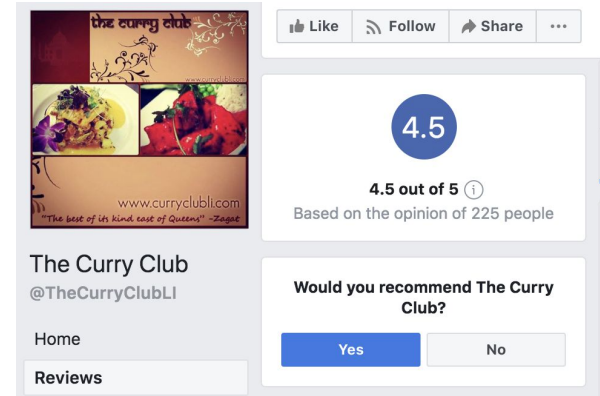 the curry club
www.curryclubli.com
www.curryclubli.com
"The best of its kind east of Queens" -Zagat
The Curry Club
@TheCurryClubLI
Home
Reviews
Like
Follow
Share
4.5
4.5 out of 5
Based on the opinion of 225 people
Would you recommend The Curry
Club?
Yes
No